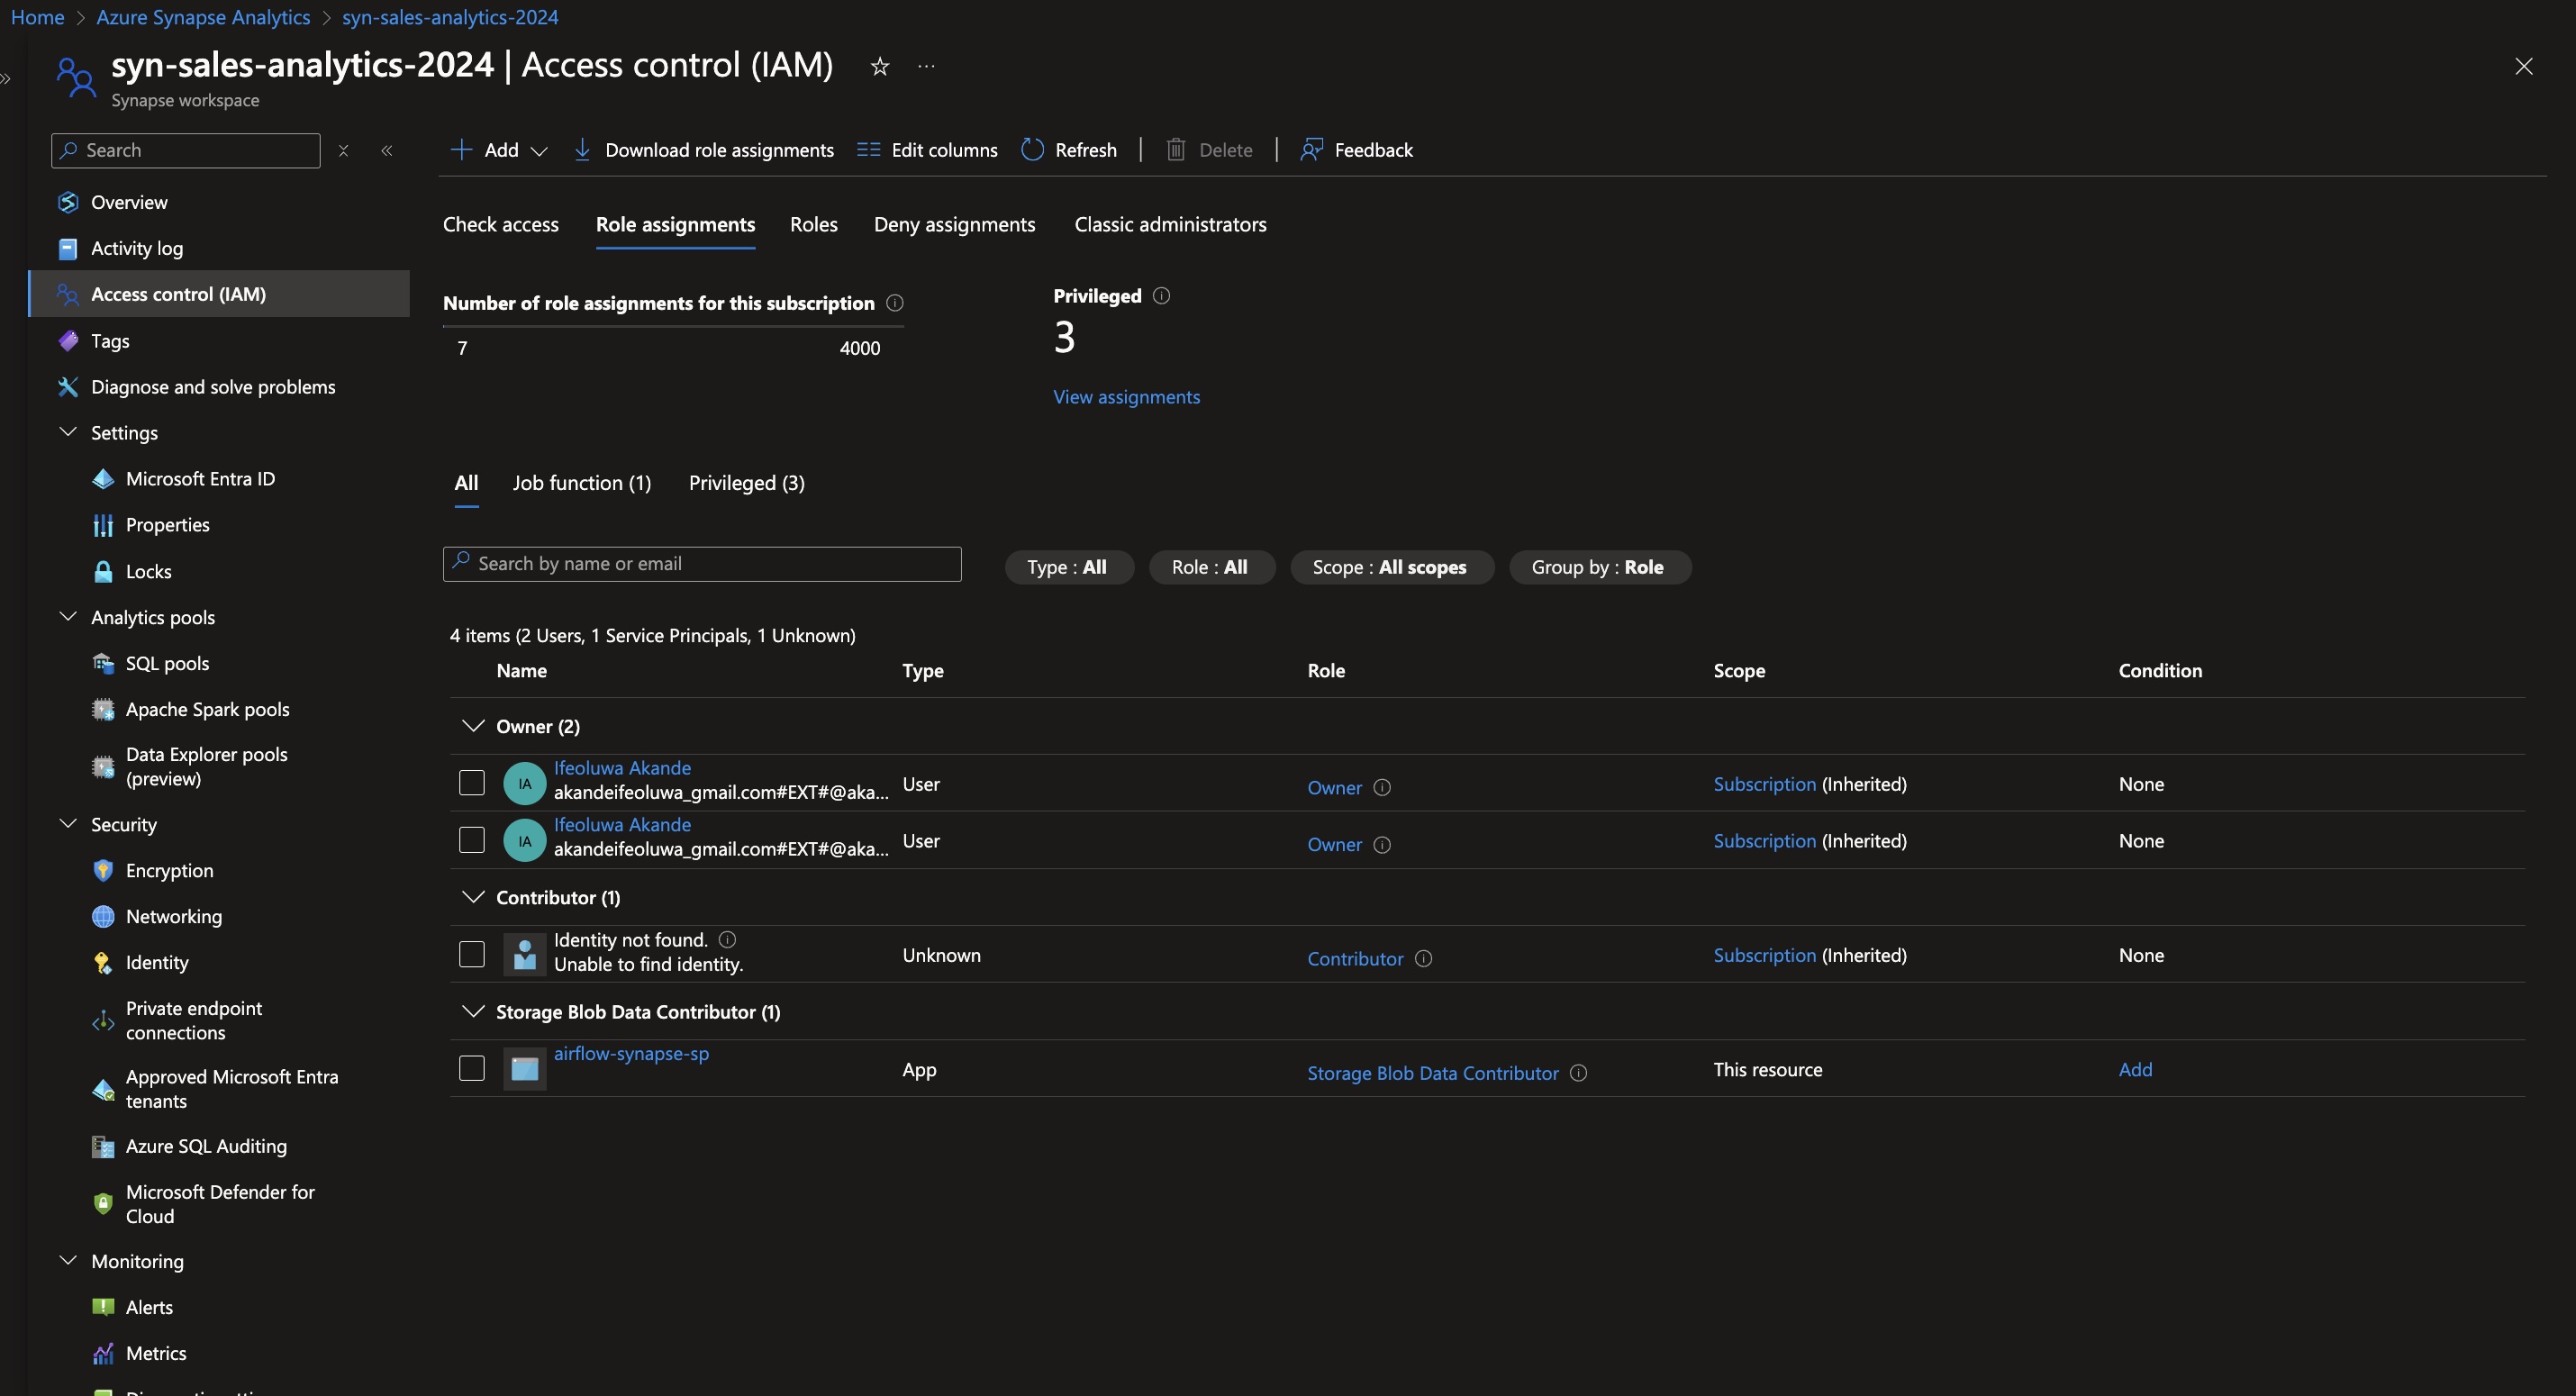 Home > Azure Synapse Analytics > syn-sales-analytics-2024
syn-sales-analytics-2024 | Access control (IAM)
Synapse workspace
Search
Overview
Activity log
Access control (IAM)
Tags
Diagnose and solve problems
Settings
Microsoft Entra ID
Properties
Locks
Analytics pools
SQL pools
Apache Spark pools
Data Explorer pools
(preview)
Security
Encryption
Networking
Identity
Private endpoint
connections
Approved Microsoft Entra
tenants
Azure SQL Auditing
Microsoft Defender for
Cloud
Monitoring
Alerts
Metrics
Add Download role assignments Edit columns Refresh | Delete | Feedback
Check access Role assignments Roles Deny assignments Classic administrators
Number of role assignments for this subscription
7 4000
Privileged
3
View assignments
All Job function (1) Privileged (3)
Search by name or email Type : All Role : All Scope : All scopes Group by : Role
4 items (2 Users, 1 Service Principals, 1 Unknown)
Name Type Role Scope Condition
Owner (2)
IA Ifeoluwa Akande
akandeifeoluwa_gmail.com#EXT#@aka... User Owner Subscription (Inherited) None
IA Ifeoluwa Akande
akandeifeoluwa_gmail.com#EXT#@aka... User Owner Subscription (Inherited) None
Contributor (1)
Identity not found.
Unable to find identity. Unknown Contributor Subscription (Inherited) None
Storage Blob Data Contributor (1)
airflow-synapse-sp App Storage Blob Data Contributor This resource Add